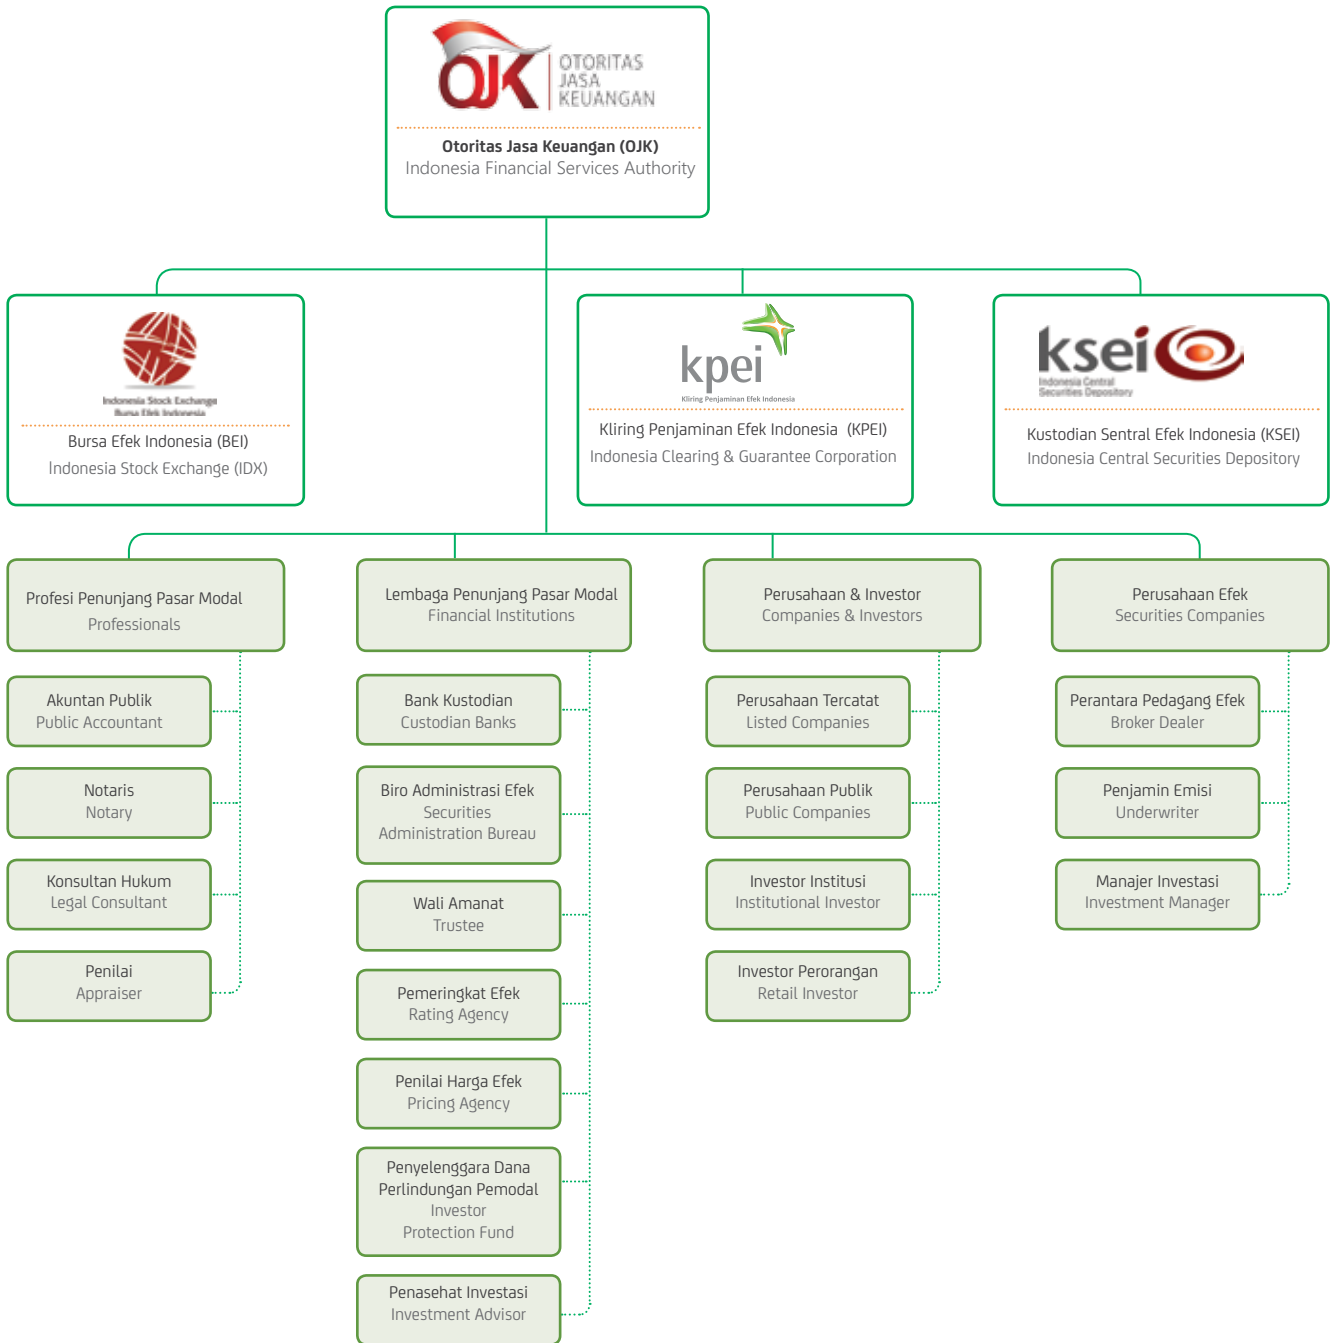 OJK
OTORITAS
JASA
KEUANGAN
Otoritas Jasa Keuangan (OJK)
Indonesia Financial Services Authority
Indonesia Stock Exchange
Bursa Efek Indonesia
Bursa Efek Indonesia (BEI)
Indonesia Stock Exchange (IDX)
kpei
Kliring Penjaminan Efek Indonesia
Kliring Penjaminan Efek Indonesia (KPEI)
Indonesia Clearing & Guarantee Corporation
ksei
Indonesia Central
Securities Depository
Kustodian Sentral Efek Indonesia (KSEI)
Indonesia Central Securities Depository
Profesi Penunjang Pasar Modal
Professionals
Akuntan Publik
Public Accountant
Notaris
Notary
Konsultan Hukum
Legal Consultant
Penilai
Appraiser
Lembaga Penunjang Pasar Modal
Financial Institutions
Bank Kustodian
Custodian Banks
Biro Administrasi Efek
Securities
Administration Bureau
Wali Amanat
Trustee
Pemeringkat Efek
Rating Agency
Penilai Harga Efek
Pricing Agency
Penyelenggara Dana
Perlindungan Pemodal
Investor
Protection Fund
Penasehat Investasi
Investment Advisor
Perusahaan & Investor
Companies & Investors
Perusahaan Tercatat
Listed Companies
Perusahaan Publik
Public Companies
Investor Institusi
Institutional Investor
Investor Perorangan
Retail Investor
Perusahaan Efek
Securities Companies
Perantara Pedagang Efek
Broker Dealer
Penjamin Emisi
Underwriter
Manajer Investasi
Investment Manager